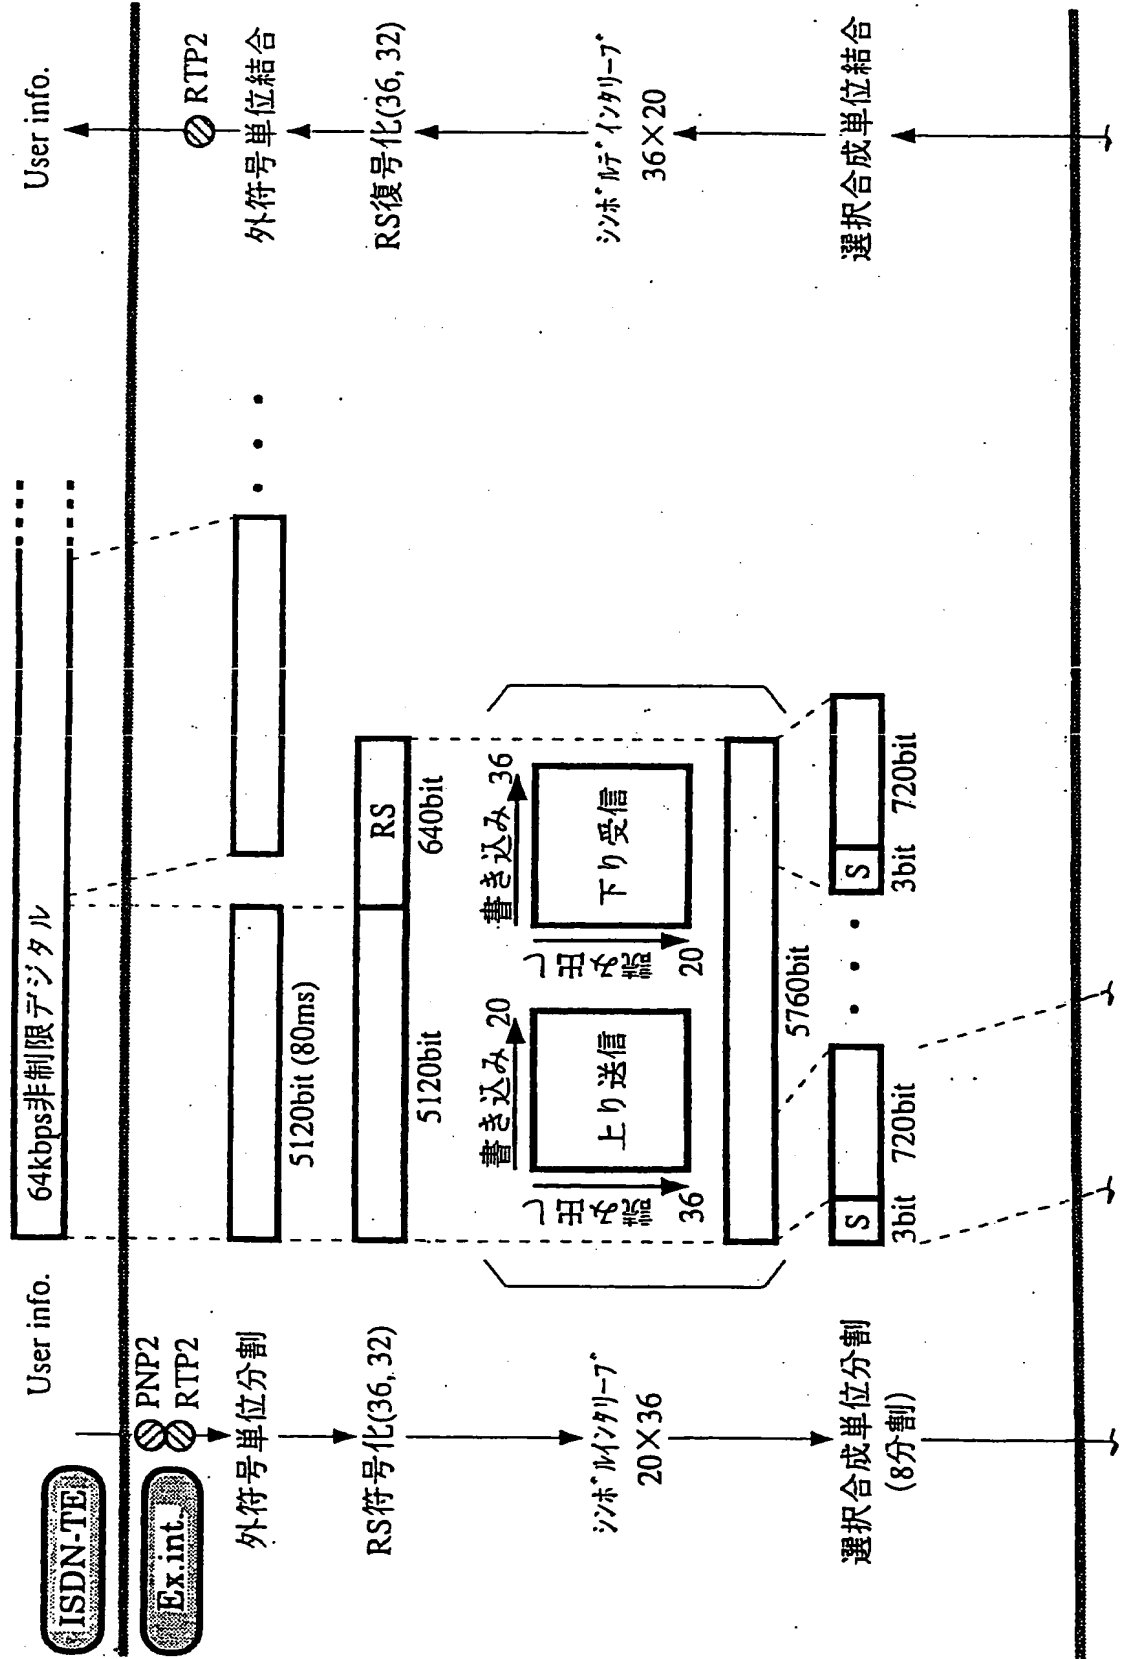 ISDN-TE
User info.
64kbps非制限デジタル
User info.
Ex.int.
PNP2
RTP2
RTP2
外符号単位分割
5120bit (80ms)
外符号単位結合
RS符号化(36, 32)
RS
5120bit
640bit
RS復号化(36, 32)
シンボルインタリーブ
20×36
書き込み 20
読み出し
36
上り送信
書き込み 36
読み出し
20
下り受信
シンボルデインタリーブ
36×20
5760bit
選択合成単位分割
(8分割)
S
3bit
720bit
S
3bit
720bit
選択合成単位結合